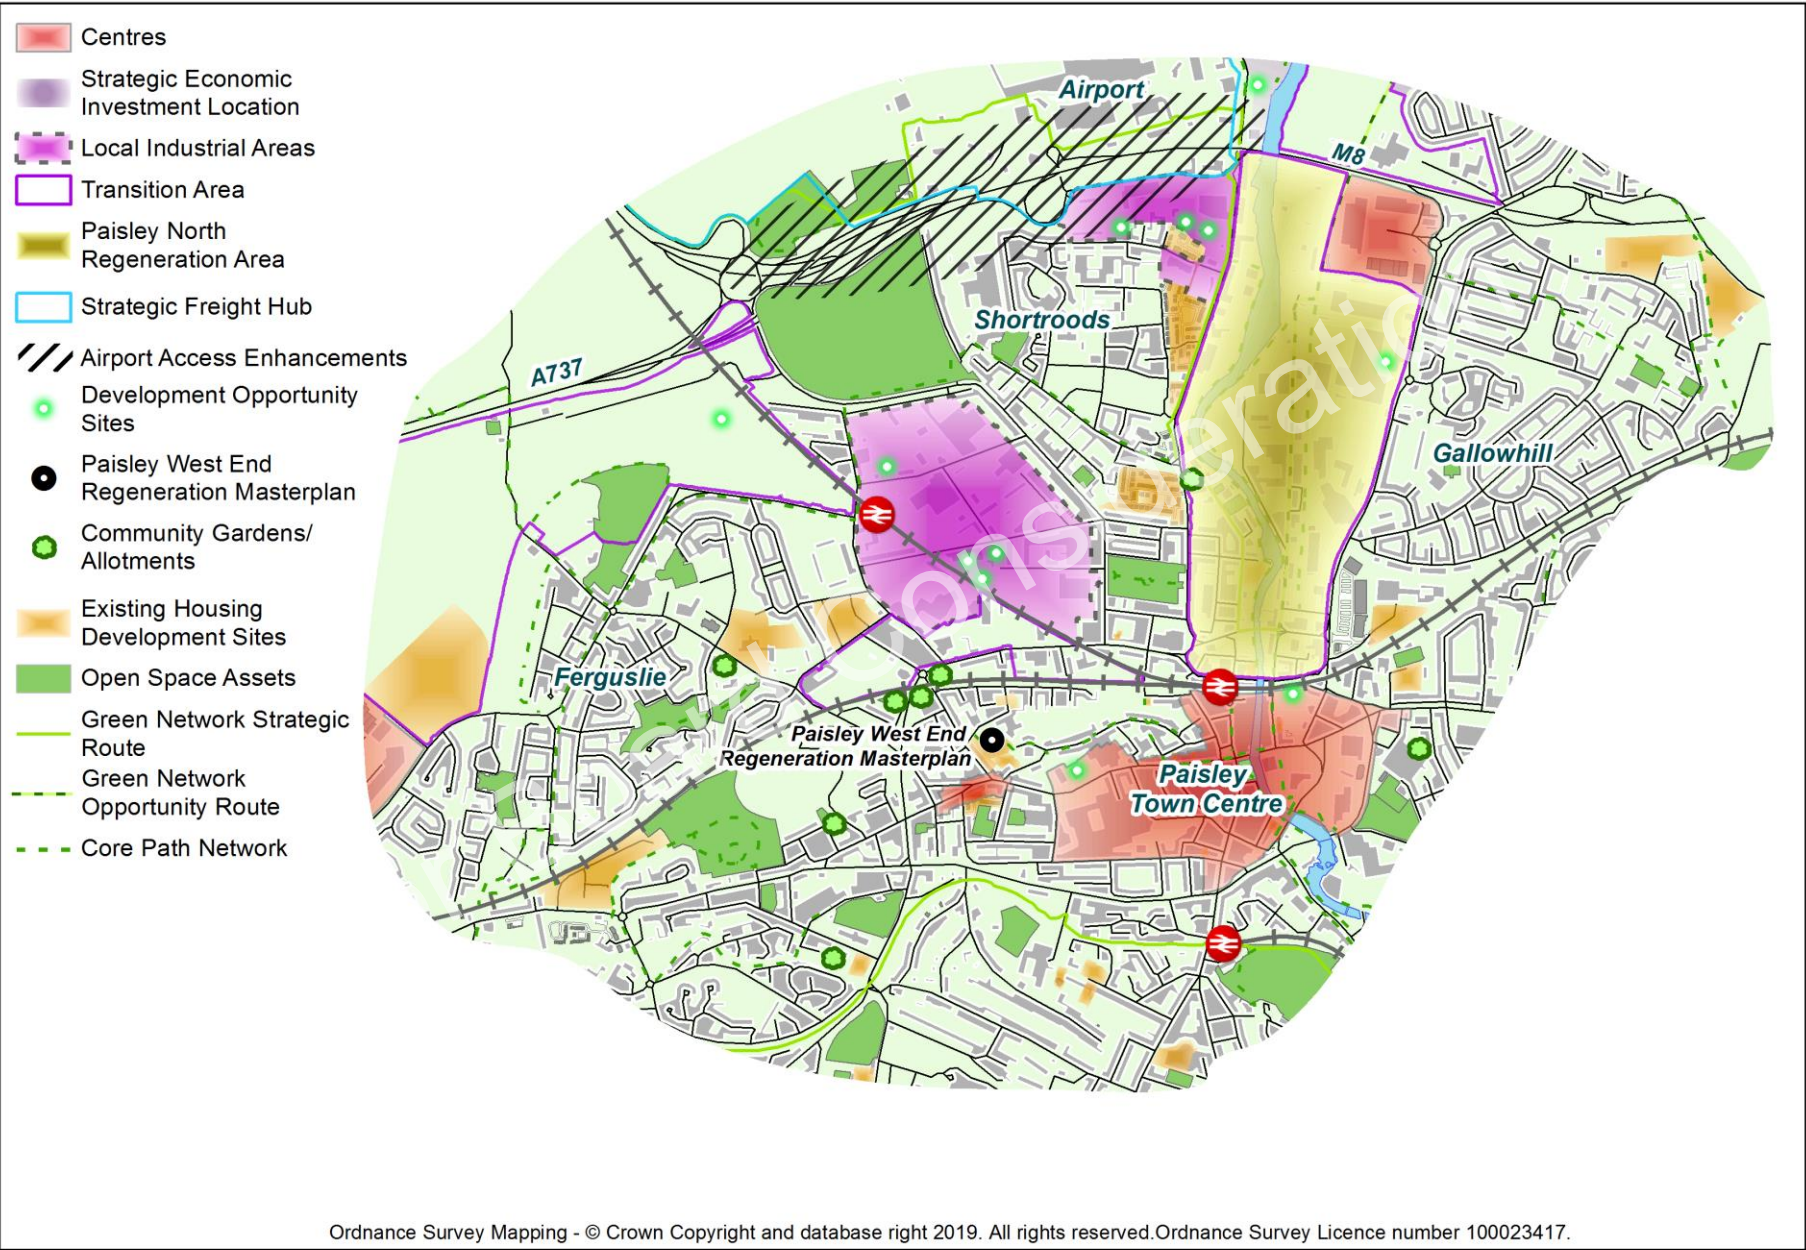 Centres
Strategic Economic
Investment Location
Local Industrial Areas
Transition Area
Paisley North
Regeneration Area
Strategic Freight Hub
Airport Access Enhancements
Development Opportunity
Sites
Paisley West End
Regeneration Masterplan
Community Gardens/
Allotments
Existing Housing
Development Sites
Open Space Assets
Green Network Strategic
Route
Green Network
Opportunity Route
Core Path Network
Airport
M8
Shortroods
A737
Gallowhill
Ferguslie
Paisley West End
Regeneration Masterplan
Paisley
Town Centre
Ordnance Survey Mapping - © Crown Copyright and database right 2019. All rights reserved.Ordnance Survey Licence number 100023417.